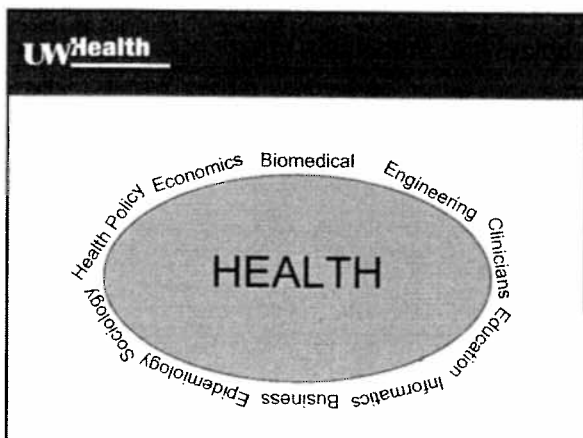 UWHealth
Health Policy Economics Biomedical Engineering Clinicians Education Informatics Business Epidemiology Sociology
HEALTH